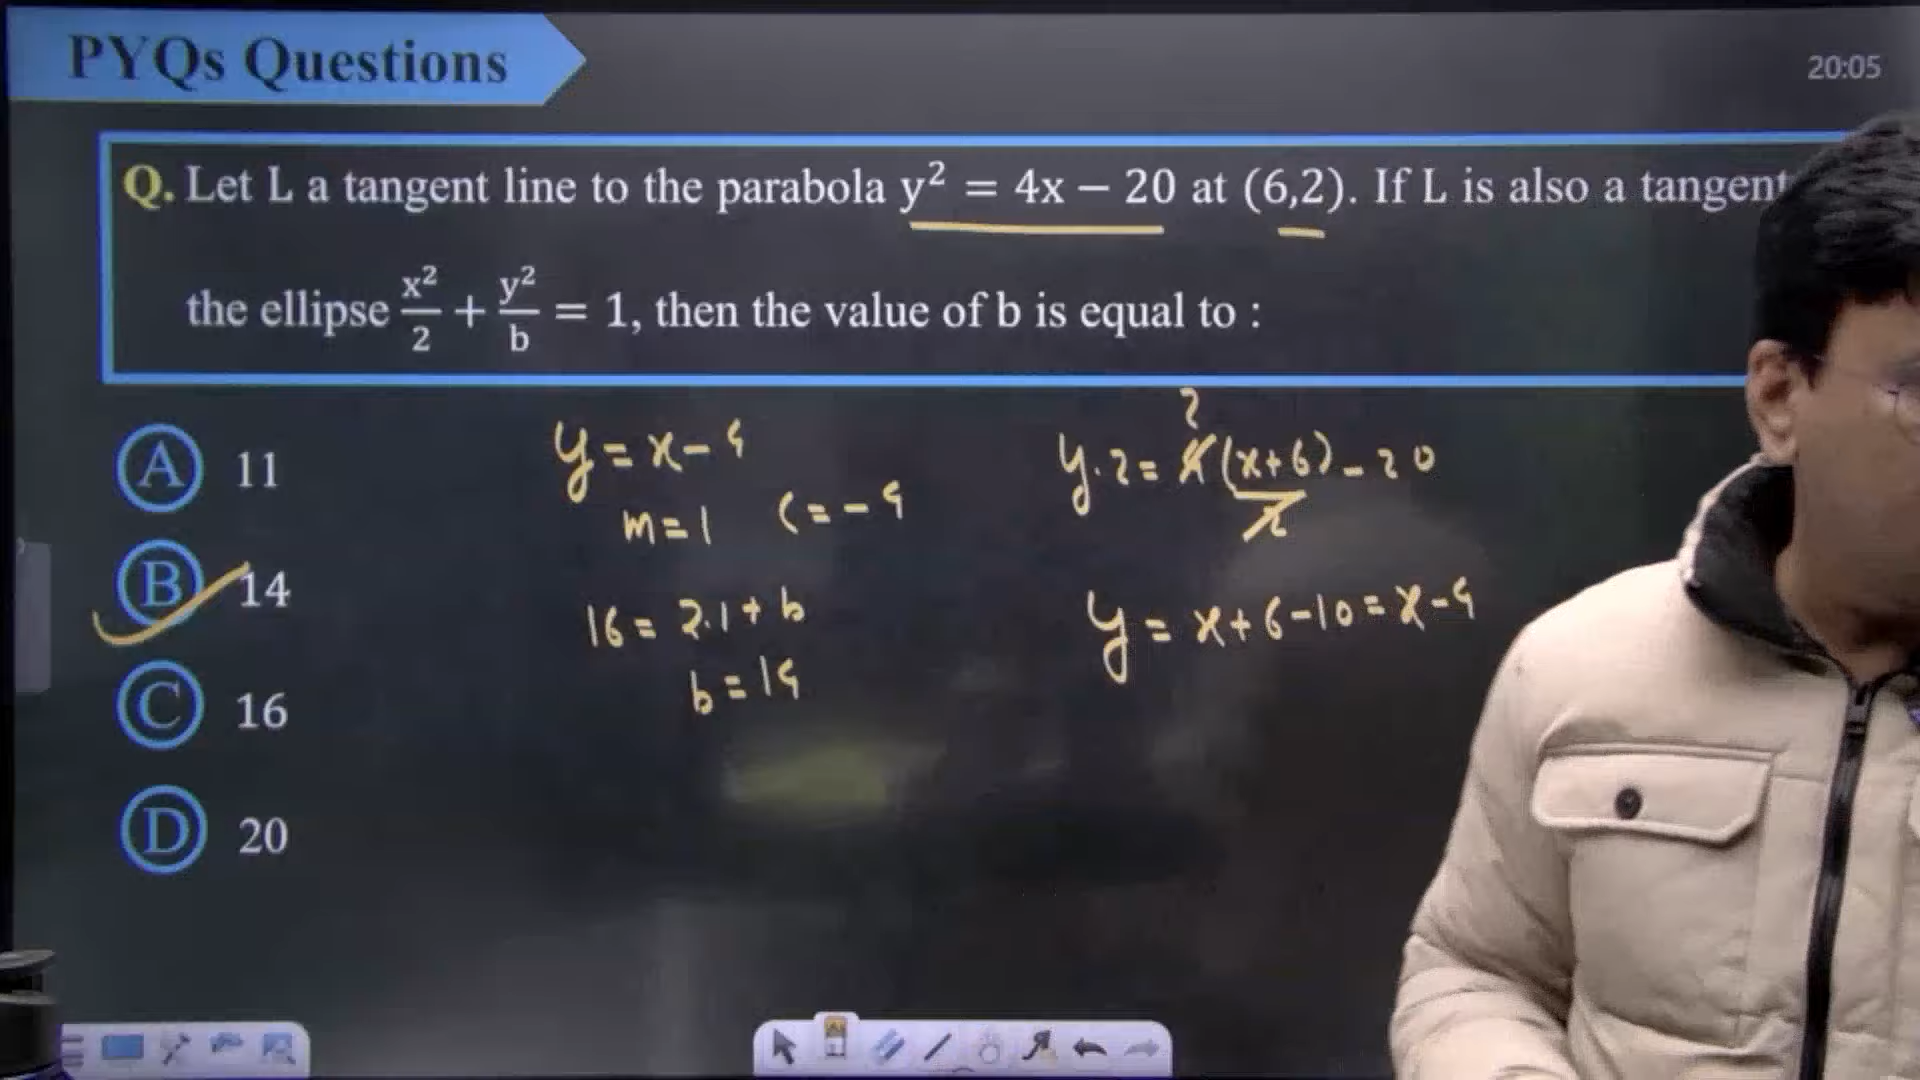 PYQs Questions
20:05
Q. Let L a tangent line to the parabola y² = 4x − 20 at (6,2). If L is also a tangent
the ellipse x²/2 + y²/b = 1, then the value of b is equal to :
A 11
B 14
C 16
D 20
y = x - 4
m = 1 c = - 4
16 = 2.1 + b
b = 14
y.2 = 4 2 (x+6)/2 - 20
y = x + 6 - 10 = x - 4